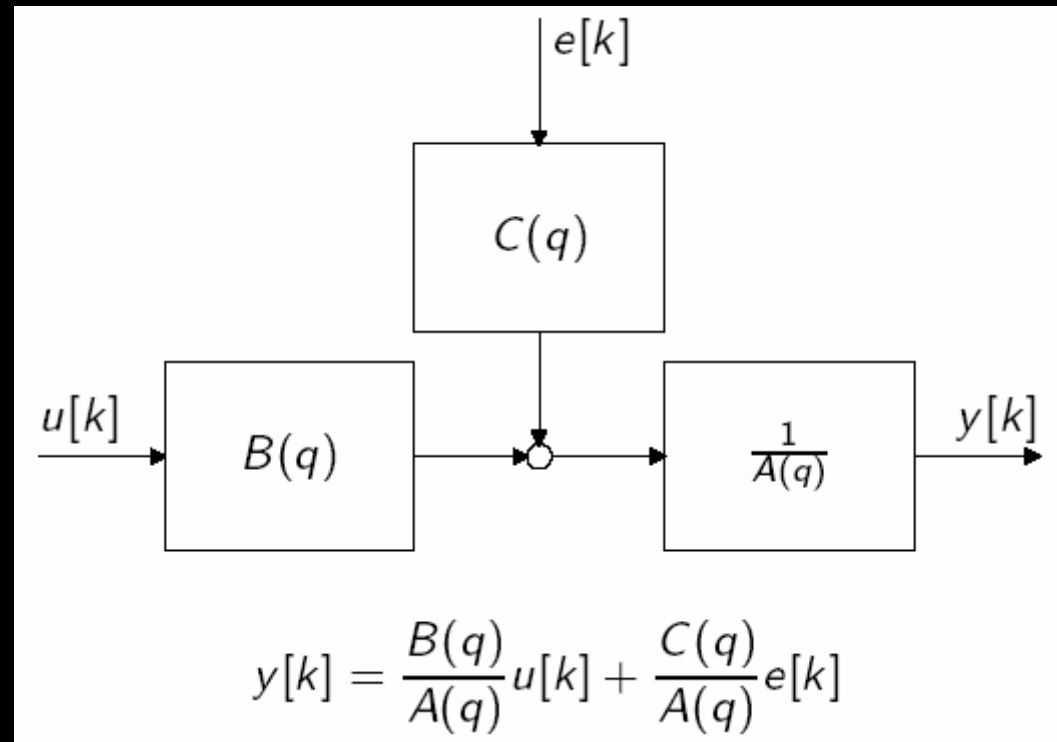 e[k]
C(q)
u[k]
B(q)
1/A(q)
y[k]
y[k] = B(q)/A(q) u[k] + C(q)/A(q) e[k]